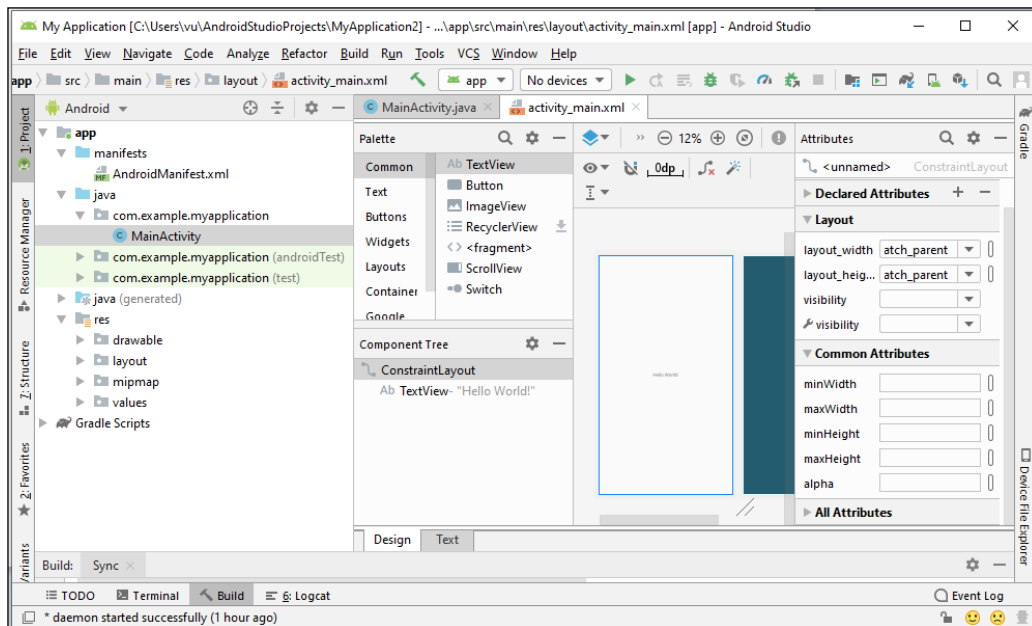 My Application [C:\Users\vu\AndroidStudioProjects\MyApplication2] - ...\app\src\main\res\layout\activity_main.xml [app] - Android Studio
File Edit View Navigate Code Analyze Refactor Build Run Tools VCS Window Help
app src main res layout activity_main.xml app No devices
1: Project
Resource Manager
Z: Structure
2: Favorites
Variants
Android
app
manifests
AndroidManifest.xml
java
com.example.myapplication
MainActivity
com.example.myapplication (androidTest)
com.example.myapplication (test)
java (generated)
res
drawable
layout
mipmap
values
Gradle Scripts
MainActivity.java activity_main.xml
Palette
Common
Text
Buttons
Widgets
Layouts
Container
Google
Ab TextView
Button
ImageView
RecyclerView
<> <fragment>
ScrollView
Switch
Component Tree
ConstraintLayout
Ab TextView- "Hello World!"
» 12%
0dp
Hello World!
Design Text
Attributes
<unnamed> ConstraintLayout
Declared Attributes
Layout
layout_width atch_parent
layout_heig... atch_parent
visibility
visibility
Common Attributes
minWidth
maxWidth
minHeight
maxHeight
alpha
All Attributes
Gradle
Device File Explorer
Build: Sync
TODO Terminal Build 6: Logcat Event Log
* daemon started successfully (1 hour ago)